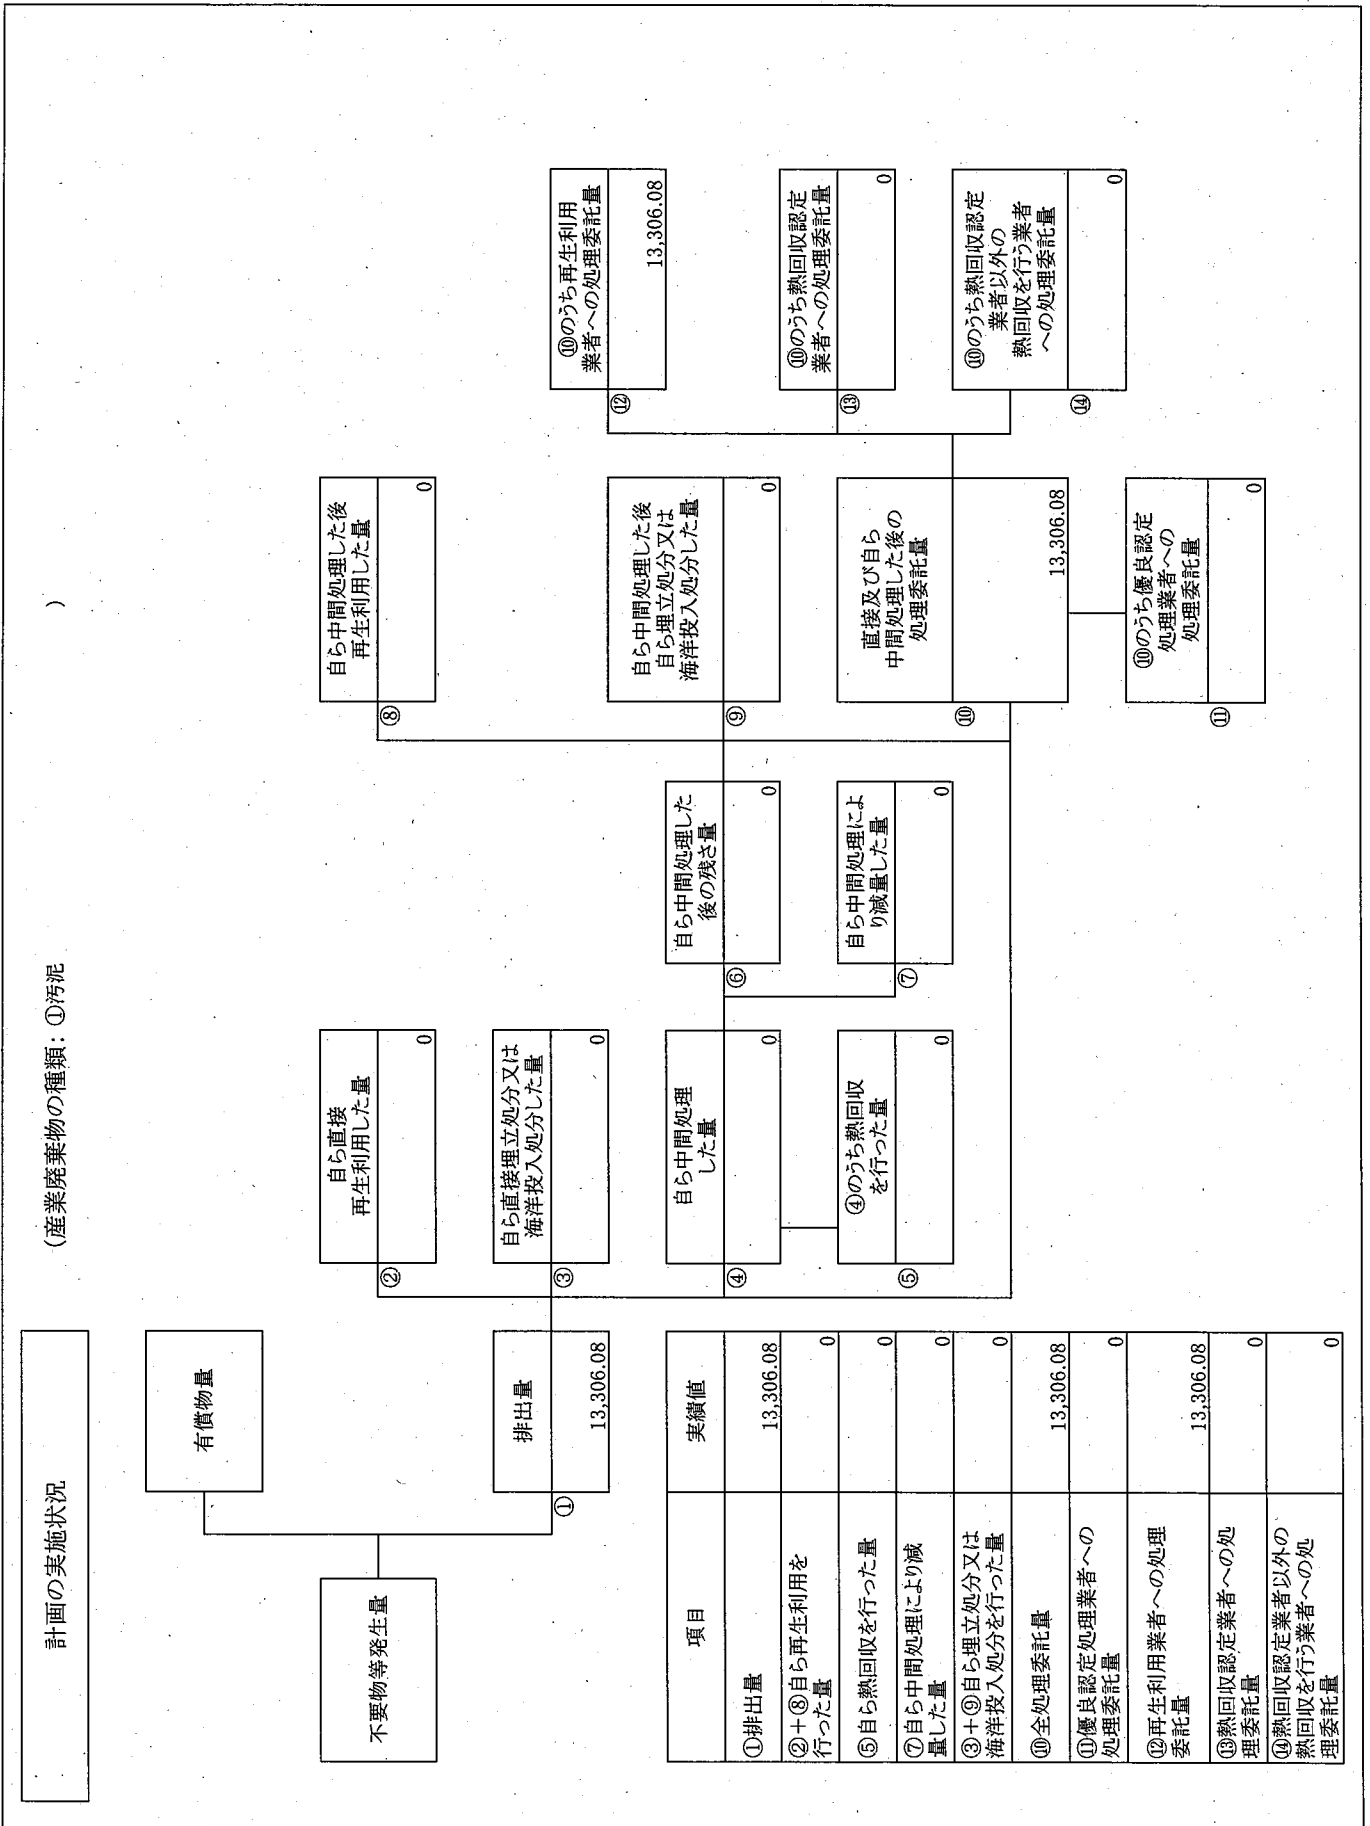 計画の実施状況
(産業廃棄物の種類：①汚泥
)
不要物等発生量
有償物量
排出量
①
13,306.08
自ら直接
再生利用した量
②
0
自ら直接埋立処分又は
海洋投入処分した量
③
0
自ら中間処理
した量
④
0
④のうち熱回収
を行った量
⑤
0
自ら中間処理した
後の残さ量
⑥
0
自ら中間処理によ
り減量した量
⑦
0
自ら中間処理した後
再生利用した量
⑧
0
自ら中間処理した後
自ら埋立処分又は
海洋投入処分した量
⑨
0
直接及び自ら
中間処理した後の
処理委託量
⑩
13,306.08
⑩のうち優良認定
処理業者への
処理委託量
⑪
0
⑩のうち再生利用
業者への処理委託量
⑫
13,306.08
⑩のうち熱回収認定
業者への処理委託量
⑬
0
⑩のうち熱回収認定
業者以外の
熱回収を行う業者
への処理委託量
⑭
0
項目 実績値
①排出量 13,306.08
②＋⑧自ら再生利用を
行った量 0
⑤自ら熱回収を行った量 0
⑦自ら中間処理により減
量した量 0
③＋⑨自ら埋立処分又は
海洋投入処分を行った量 0
⑩全処理委託量 13,306.08
⑪優良認定処理業者への
処理委託量 0
⑫再生利用業者への処理
委託量 13,306.08
⑬熱回収認定業者への処
理委託量 0
⑭熱回収認定業者以外の
熱回収を行う業者への処
理委託量 0